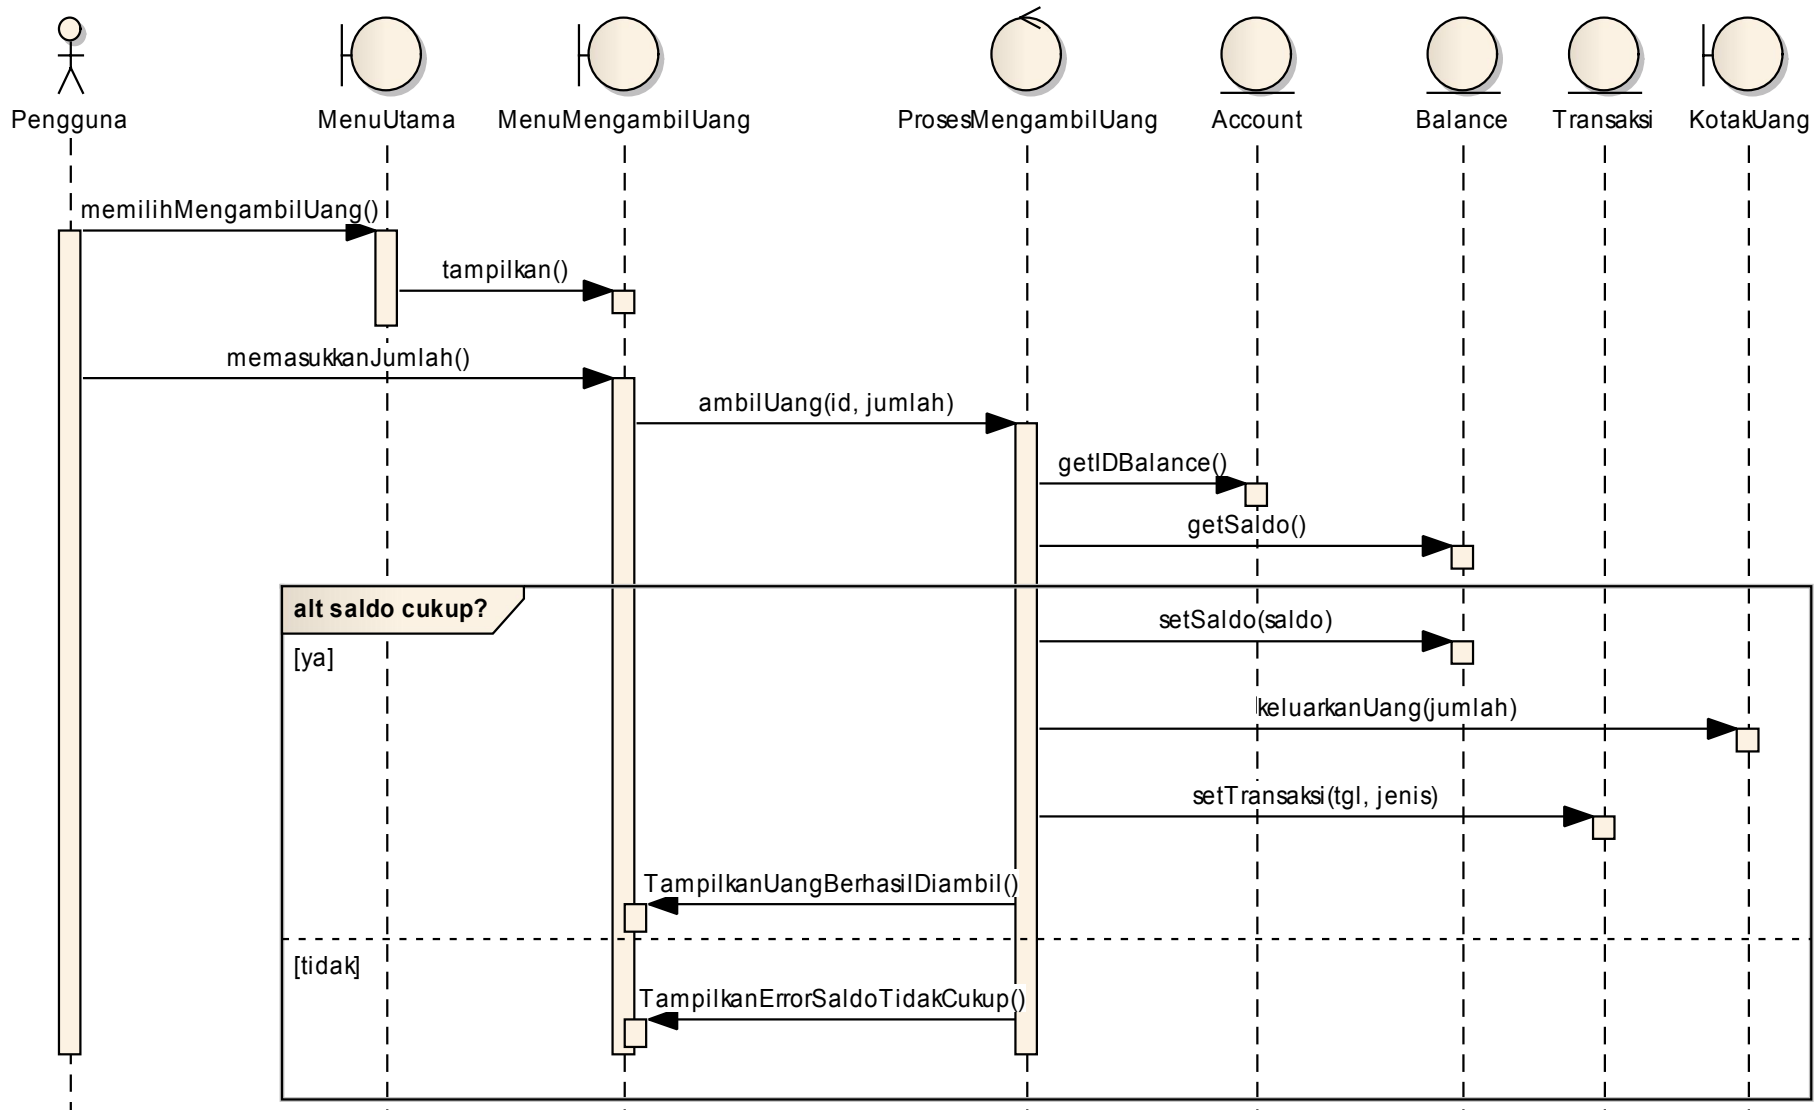 Pengguna
MenuUtama
MenuMengambilUang
ProsesMengambilUang
Account
Balance
Transaksi
KotakUang
memilihMengambilUang()
tampilkan()
memasukkanJumlah()
ambilUang(id, jumlah)
getIDBalance()
getSaldo()
alt saldo cukup?
setSaldo(saldo)
[ya]
keluarkanUang(jumlah)
setTransaksi(tgl, jenis)
TampilkanUangBerhasilDiambil()
[tidak]
TampilkanErrorSaldoTidakCukup()